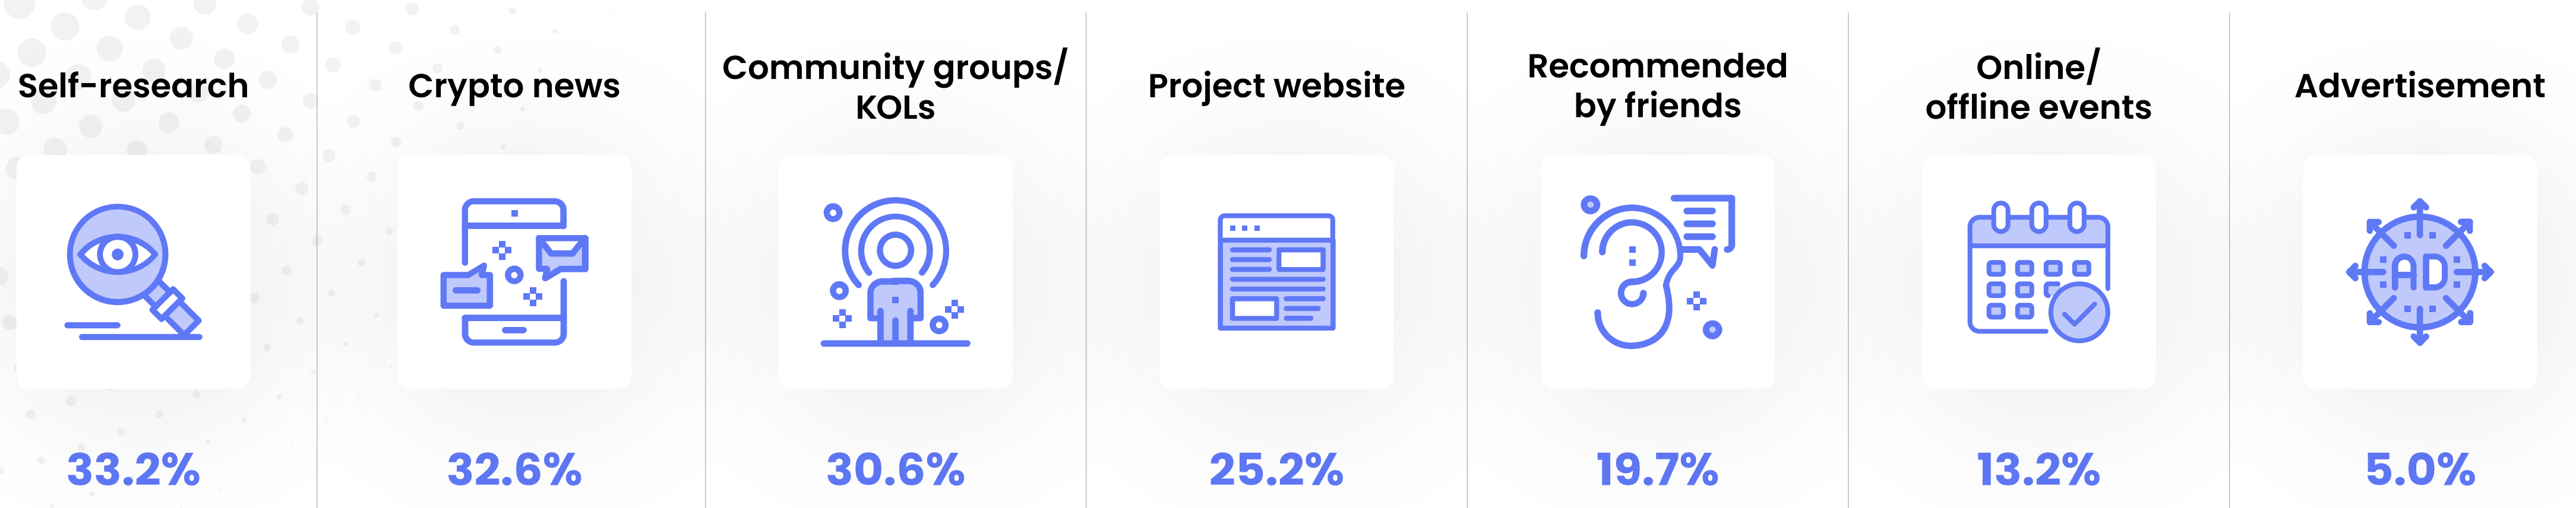 Self-research
Crypto news
Community groups/
KOLs
Project website
Recommended
by friends
Online/
offline events
Advertisement
AD
33.2%
32.6%
30.6%
25.2%
19.7%
13.2%
5.0%